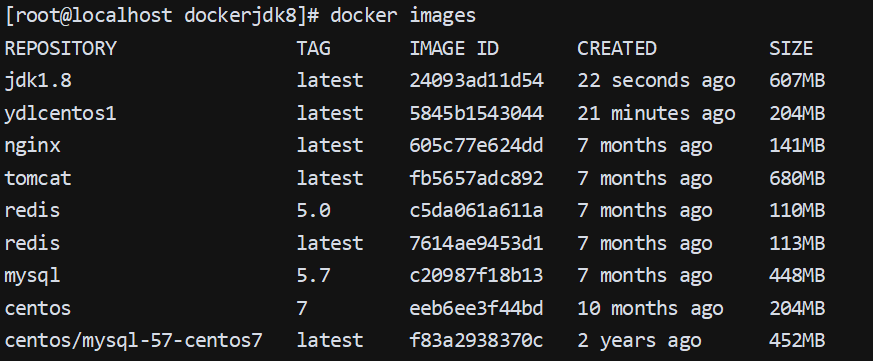 [root@localhost dockerjdk8]# docker images
REPOSITORY TAG IMAGE ID CREATED SIZE
jdk1.8 latest 24093ad11d54 22 seconds ago 607MB
ydlcentos1 latest 5845b1543044 21 minutes ago 204MB
nginx latest 605c77e624dd 7 months ago 141MB
tomcat latest fb5657adc892 7 months ago 680MB
redis 5.0 c5da061a611a 7 months ago 110MB
redis latest 7614ae9453d1 7 months ago 113MB
mysql 5.7 c20987f18b13 7 months ago 448MB
centos 7 eeb6ee3f44bd 10 months ago 204MB
centos/mysql-57-centos7 latest f83a2938370c 2 years ago 452MB